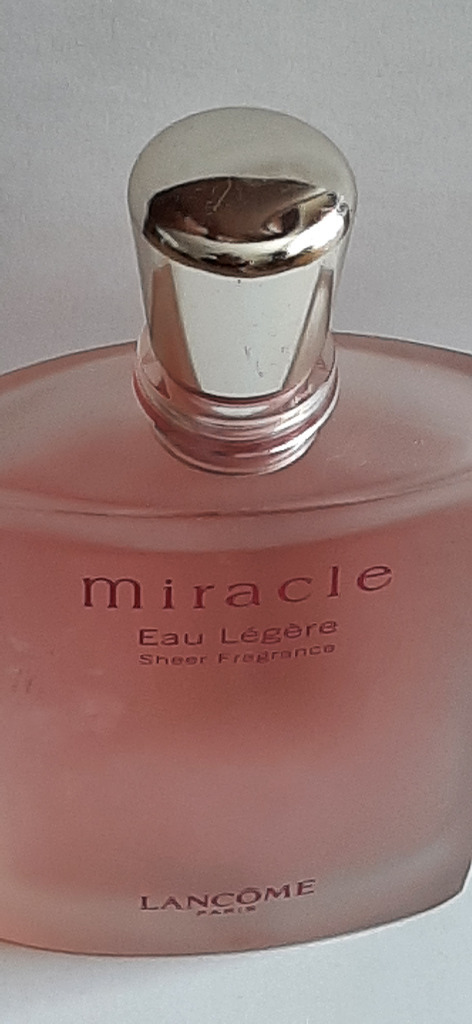 miracle
Eau Légère
Sheer Fragrance
LANCÔME
PARIS